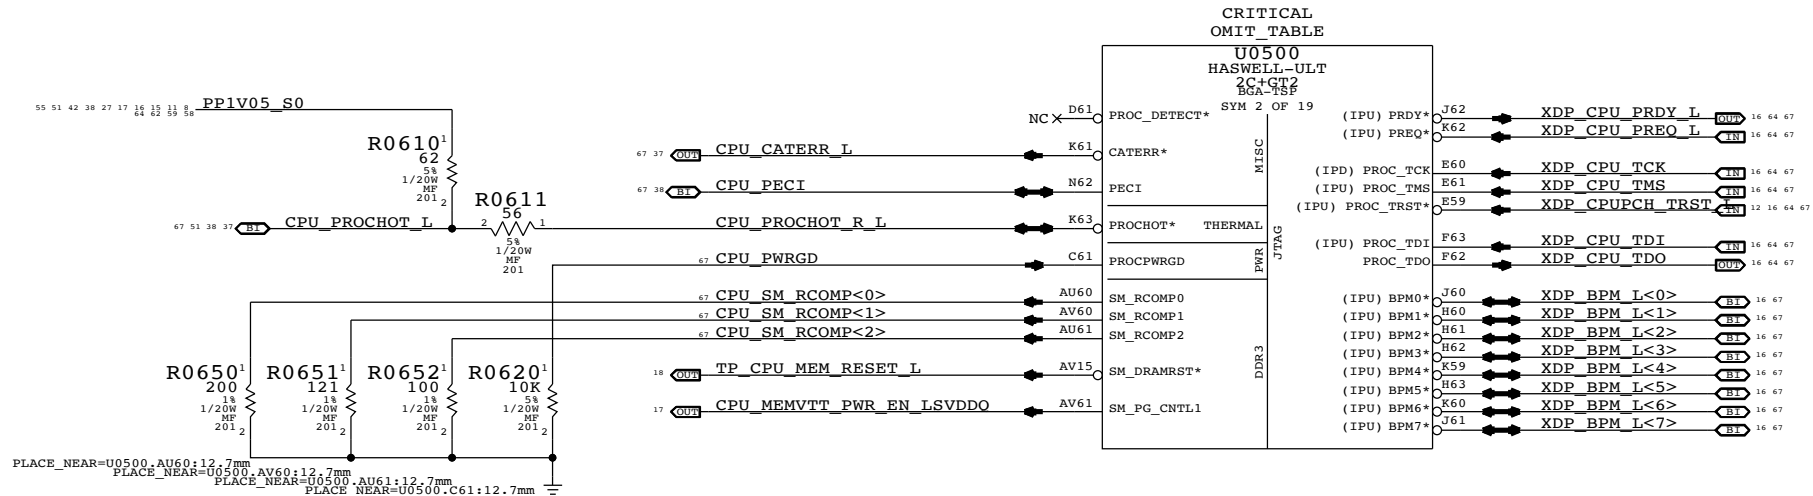 CRITICAL
OMIT_TABLE
U0500
HASWELL-ULT
2C+GT2
BGA-TSP
SYM 2 OF 19
55 51 42 38 27 17 16 15 11 8
64 62 59 58
PP1V05_S0
R0610 1
62
5%
1/20W
MF
201 2
R0611
2 56 1
5%
1/20W
MF
201
67 51 38 37 BI CPU_PROCHOT_L
NC D61 PROC_DETECT*
67 37 OUT CPU_CATERR_L K61 CATERR*
67 38 BI CPU_PECI N62 PECI
CPU_PROCHOT_R_L K63 PROCHOT* THERMAL
67 CPU_PWRGD C61 PROCPWRGD
67 CPU_SM_RCOMP<0> AU60 SM_RCOMP0
67 CPU_SM_RCOMP<1> AV60 SM_RCOMP1
67 CPU_SM_RCOMP<2> AU61 SM_RCOMP2
18 OUT TP_CPU_MEM_RESET_L AV15 SM_DRAMRST*
17 OUT CPU_MEMVTT_PWR_EN_LSVDDQ AV61 SM_PG_CNTL1
MISC
PWR
DDR3
JTAG
(IPU) PRDY* J62 XDP_CPU_PRDY_L OUT 16 64 67
(IPU) PREQ* K62 XDP_CPU_PREQ_L IN 16 64 67
(IPD) PROC_TCK E60 XDP_CPU_TCK IN 16 64 67
(IPU) PROC_TMS E61 XDP_CPU_TMS IN 16 64 67
(IPU) PROC_TRST* E59 XDP_CPUPCH_TRST_L IN 12 16 64 67
(IPU) PROC_TDI F63 XDP_CPU_TDI IN 16 64 67
PROC_TDO F62 XDP_CPU_TDO OUT 16 64 67
(IPU) BPM0* J60 XDP_BPM_L<0> BI 16 67
(IPU) BPM1* H60 XDP_BPM_L<1> BI 16 67
(IPU) BPM2* H61 XDP_BPM_L<2> BI 16 67
(IPU) BPM3* H62 XDP_BPM_L<3> BI 16 67
(IPU) BPM4* K59 XDP_BPM_L<4> BI 16 67
(IPU) BPM5* H63 XDP_BPM_L<5> BI 16 67
(IPU) BPM6* K60 XDP_BPM_L<6> BI 16 67
(IPU) BPM7* J61 XDP_BPM_L<7> BI 16 67
R0650 1
200
1%
1/20W
MF
201 2
R0651 1
121
1%
1/20W
MF
201 2
R0652 1
100
1%
1/20W
MF
201 2
R0620 1
10K
5%
1/20W
MF
201 2
PLACE_NEAR=U0500.AU60:12.7mm
PLACE_NEAR=U0500.AV60:12.7mm
PLACE_NEAR=U0500.AU61:12.7mm
PLACE_NEAR=U0500.C61:12.7mm